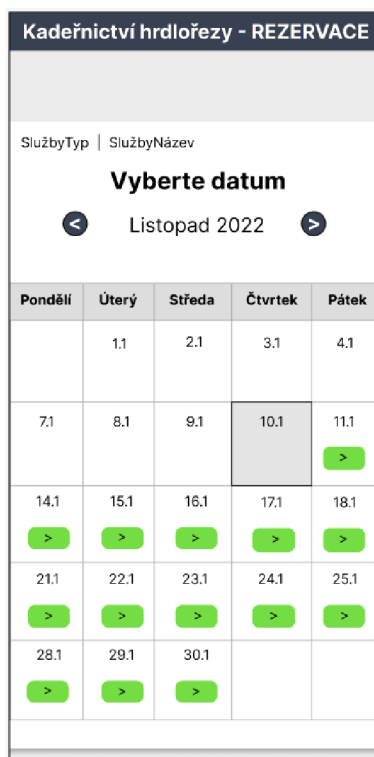 Kadeřnictví hrdlořezy - REZERVACE
SlužbyTyp | SlužbyNázev
Vyberte datum
< Listopad 2022 >
Pondělí Úterý Středa Čtvrtek Pátek
1.1 2.1 3.1 4.1
7.1 8.1 9.1 10.1 11.1
>
14.1 15.1 16.1 17.1 18.1
> > > > >
21.1 22.1 23.1 24.1 25.1
> > > > >
28.1 29.1 30.1
> > >